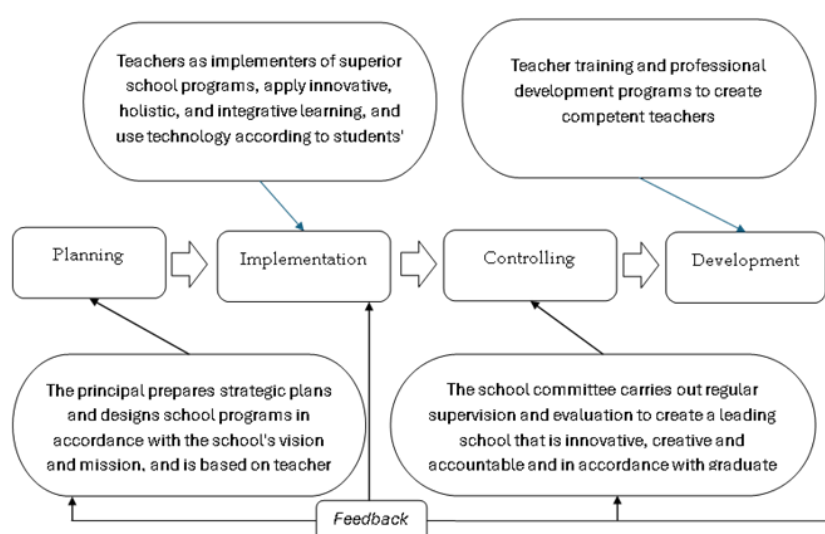 Teachers as implementers of superior
school programs, apply innovative,
holistic, and integrative learning, and
use technology according to students'
Teacher training and professional
development programs to create
competent teachers
Planning
Implementation
Controlling
Development
The principal prepares strategic plans
and designs school programs in
accordance with the school's vision
and mission, and is based on teacher
The school committee carries out regular
supervision and evaluation to create a leading
school that is innovative, creative and
accountable and in accordance with graduate
Feedback